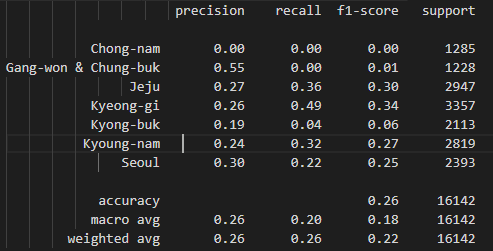 precision recall f1-score support
Chong-nam 0.00 0.00 0.00 1285
Gang-won & Chung-buk 0.55 0.00 0.01 1228
Jeju 0.27 0.36 0.30 2947
Kyeong-gi 0.26 0.49 0.34 3357
Kyong-buk 0.19 0.04 0.06 2113
Kyoung-nam 0.24 0.32 0.27 2819
Seoul 0.30 0.22 0.25 2393
accuracy 0.26 16142
macro avg 0.26 0.20 0.18 16142
weighted avg 0.26 0.26 0.22 16142